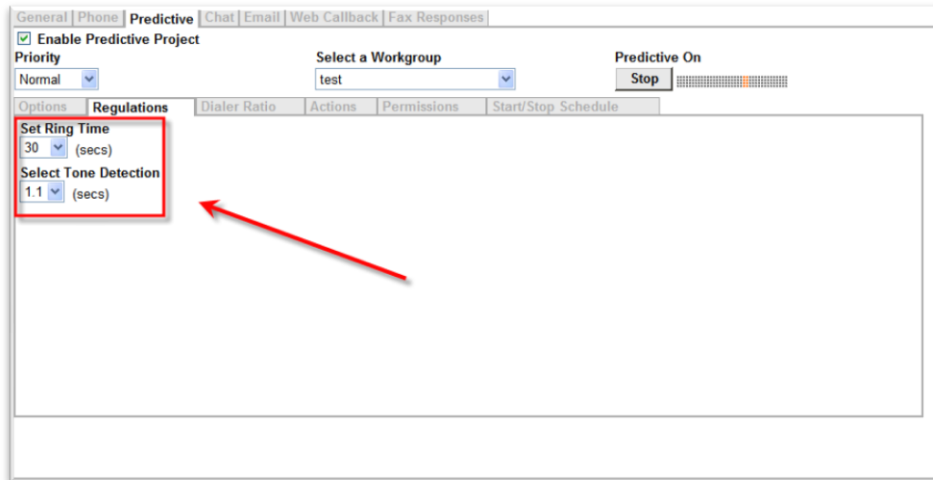 General Phone Predictive Chat Email Web Callback Fax Responses
Enable Predictive Project
Priority Select a Workgroup Predictive On
Normal test Stop
Options Regulations Dialer Ratio Actions Permissions Start/Stop Schedule
Set Ring Time
30 (secs)
Select Tone Detection
1.1 (secs)